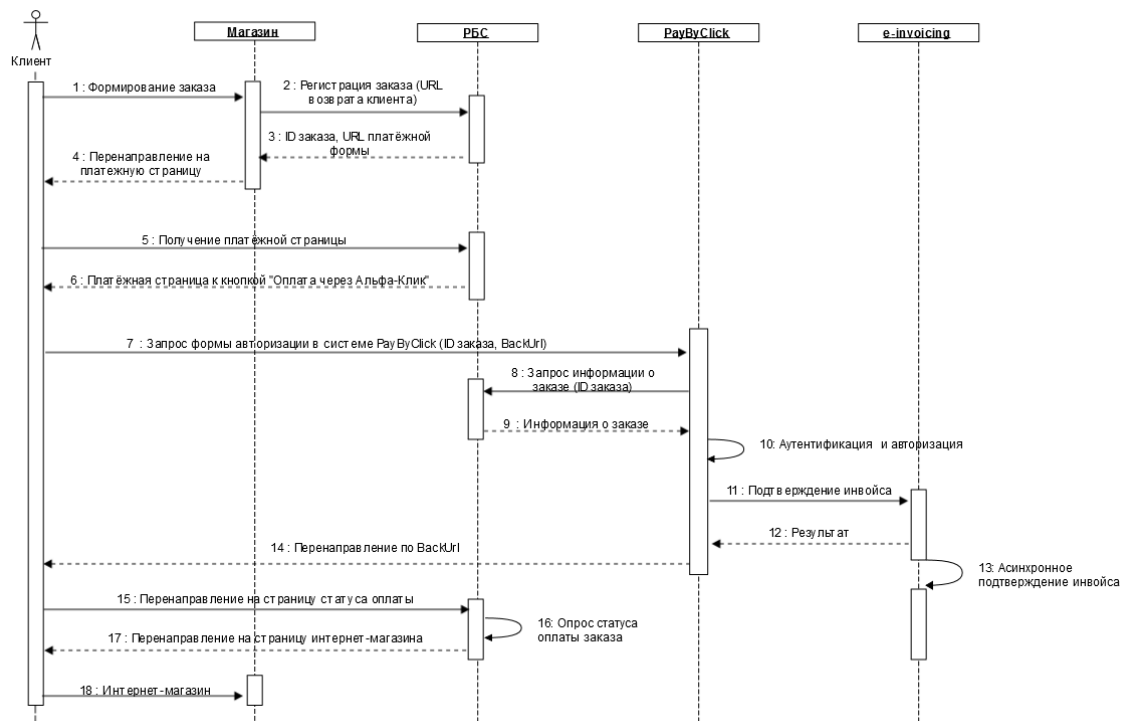 Клиент
Магазин
РБС
PayByClick
e-invoicing
1 : Формирование заказа
2 : Регистрация заказа (URL
возврата клиента)
3 : ID заказа, URL платёжной
формы
4 : Перенаправление на
платежную страницу
5 : Получение платёжной страницы
6 : Платёжная страница к кнопкой "Оплата через Альфа-Клик"
7 : Запрос формы авторизации в системе PayByClick (ID заказа, BackUrl)
8 : Запрос информации о
заказе (ID заказа)
9 : Информация о заказе
10: Аутентификация и авторизация
11 : Подтверждение инвойса
12 : Результат
13: Асинхронное
подтверждение инвойса
14 : Перенаправление по BackUrl
15 : Перенаправление на страницу статуса оплаты
16: Опрос статуса
оплаты заказа
17 : Перенаправление на страницу интернет-магазина
18 : Интернет-магазин